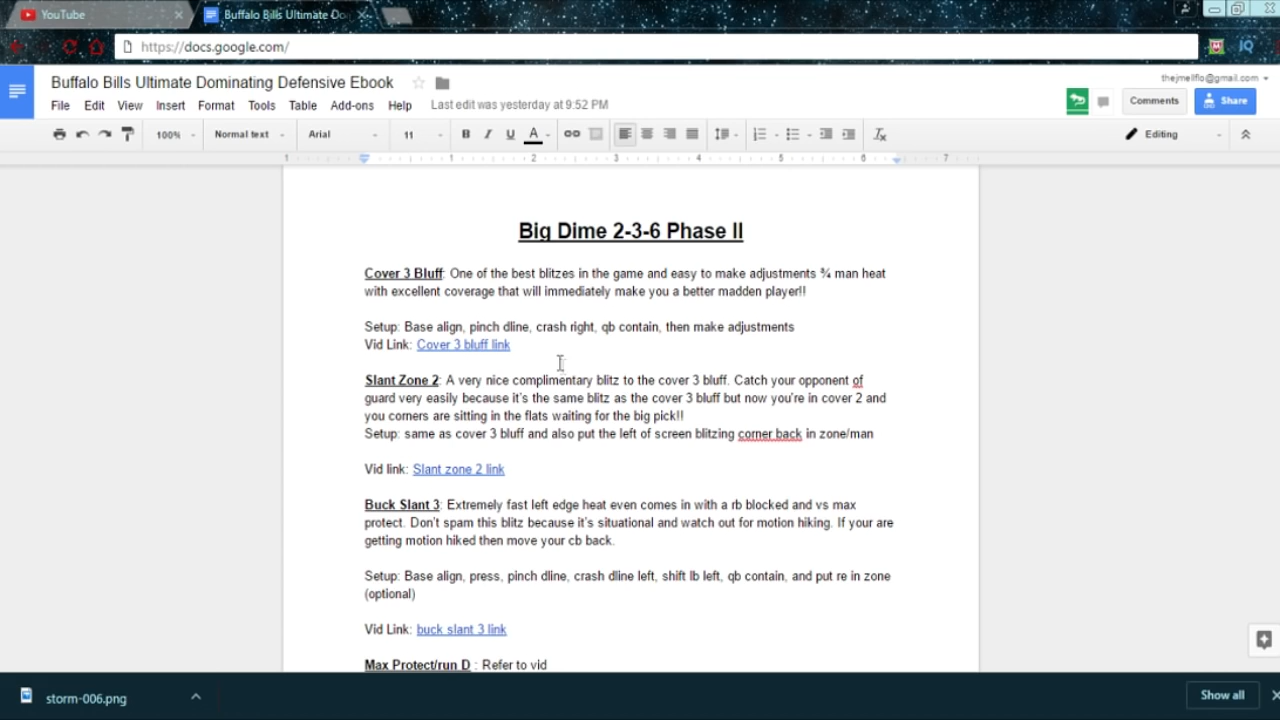 YouTube
Buffalo Bills Ultimate Do
https://docs.google.com/
Buffalo Bills Ultimate Dominating Defensive Ebook
thejmellflo@gmail.com
File Edit View Insert Format Tools Table Add-ons Help Last edit was yesterday at 9:52 PM
Comments
Share
100% Normal text Arial 11 B I U A Editing
1 1 2 3 4 5 6 7
Big Dime 2-3-6 Phase II
Cover 3 Bluff: One of the best blitzes in the game and easy to make adjustments ¾ man heat
with excellent coverage that will immediately make you a better madden player!!
Setup: Base align, pinch dline, crash right, qb contain, then make adjustments
Vid Link: Cover 3 bluff link
Slant Zone 2: A very nice complimentary blitz to the cover 3 bluff. Catch your opponent of
guard very easily because it's the same blitz as the cover 3 bluff but now you're in cover 2 and
you corners are sitting in the flats waiting for the big pick!!
Setup: same as cover 3 bluff and also put the left of screen blitzing corner back in zone/man
Vid link: Slant zone 2 link
Buck Slant 3: Extremely fast left edge heat even comes in with a rb blocked and vs max
protect. Don't spam this blitz because it's situational and watch out for motion hiking. If your are
getting motion hiked then move your cb back.
Setup: Base align, press, pinch dline, crash dline left, shift lb left, qb contain, and put re in zone
(optional)
Vid Link: buck slant 3 link
Max Protect/run D : Refer to vid
storm-006.png
Show all